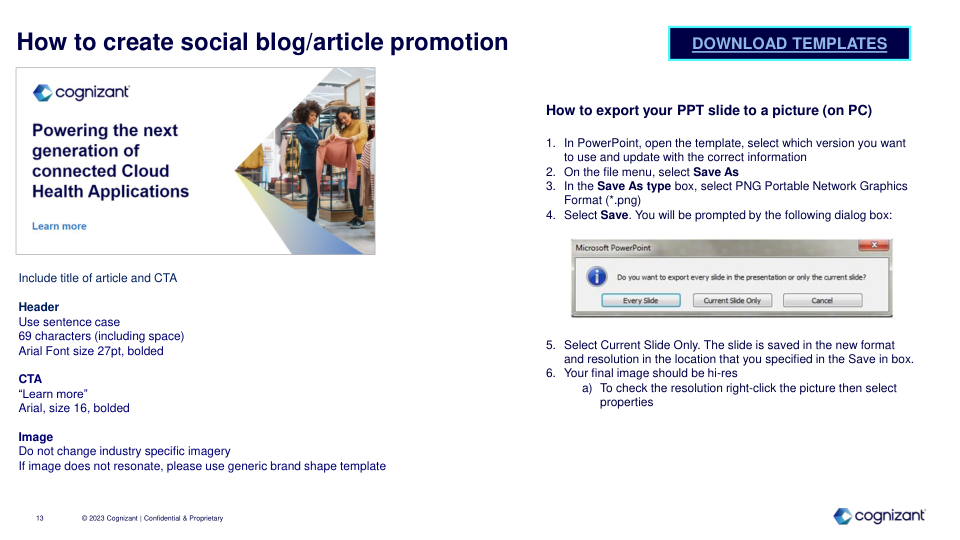 How to create social blog/article promotion
DOWNLOAD TEMPLATES
cognizant
Powering the next
generation of
connected Cloud
Health Applications
Learn more
Include title of article and CTA
Header
Use sentence case
69 characters (including space)
Arial Font size 27pt, bolded
CTA
“Learn more”
Arial, size 16, bolded
Image
Do not change industry specific imagery
If image does not resonate, please use generic brand shape template
How to export your PPT slide to a picture (on PC)
1. In PowerPoint, open the template, select which version you want
to use and update with the correct information
2. On the file menu, select Save As
3. In the Save As type box, select PNG Portable Network Graphics
Format (*.png)
4. Select Save. You will be prompted by the following dialog box:
Microsoft PowerPoint
Do you want to export every slide in the presentation or only the current slide?
Every Slide Current Slide Only Cancel
5. Select Current Slide Only. The slide is saved in the new format
and resolution in the location that you specified in the Save in box.
6. Your final image should be hi-res
a) To check the resolution right-click the picture then select
properties
13 © 2023 Cognizant | Confidential & Proprietary
cognizant